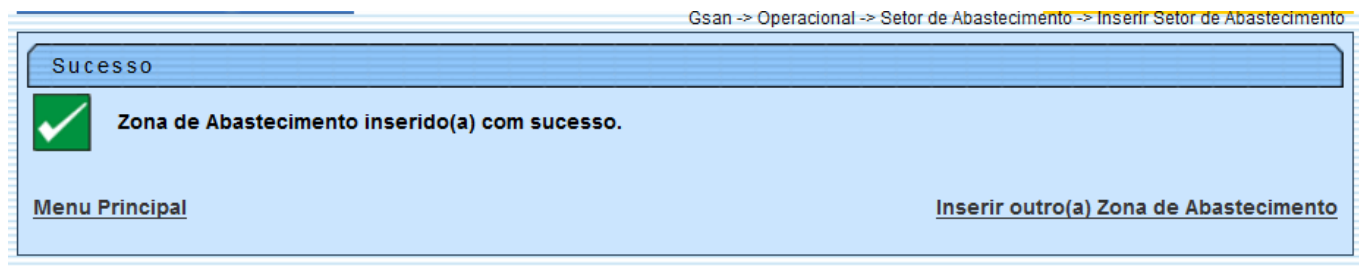 Gsan -> Operacional -> Setor de Abastecimento -> Inserir Setor de Abastecimento
Sucesso
Zona de Abastecimento inserido(a) com sucesso.
Menu Principal
Inserir outro(a) Zona de Abastecimento